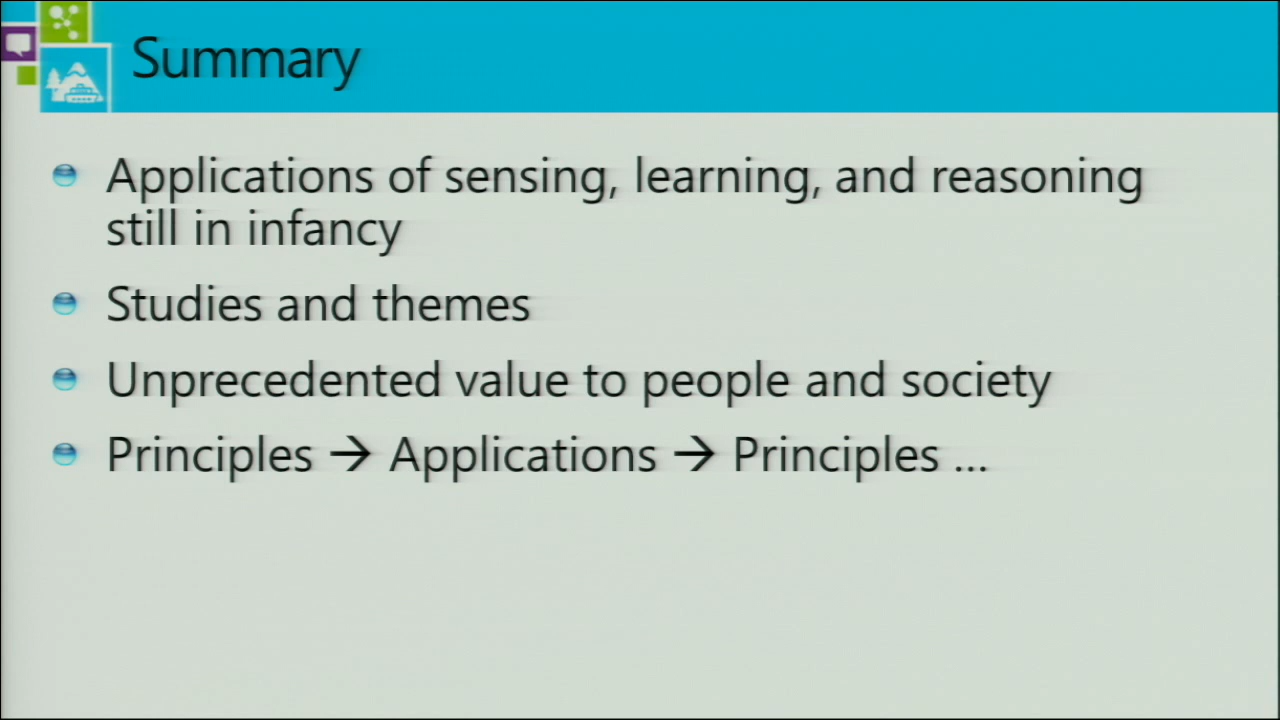 Summary
Applications of sensing, learning, and reasoning
still in infancy
Studies and themes
Unprecedented value to people and society
Principles → Applications → Principles ...